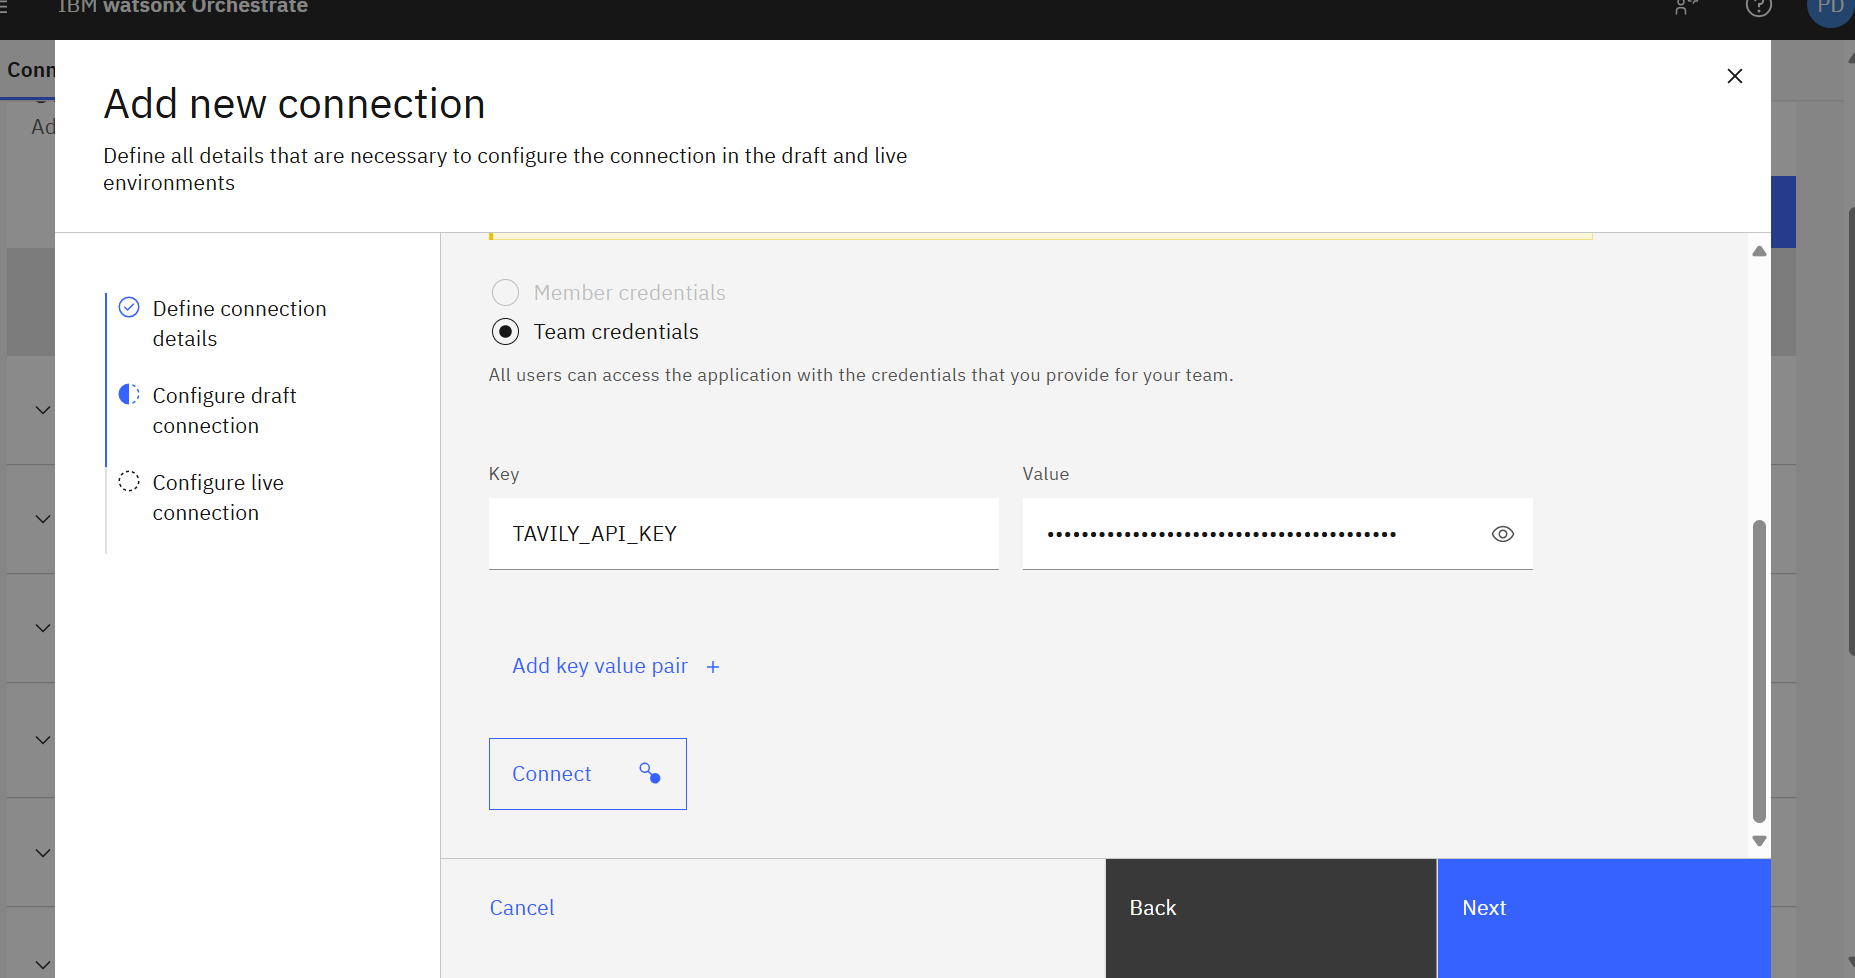 IBM watsonx Orchestrate
PD
Conn
Ad
Add new connection
Define all details that are necessary to configure the connection in the draft and live
environments
Define connection
details
Configure draft
connection
Configure live
connection
Member credentials
Team credentials
All users can access the application with the credentials that you provide for your team.
Key
Value
TAVILY_API_KEY
•••••••••••••••••••••••••••••••••••••••••
Add key value pair +
Connect
Cancel
Back
Next